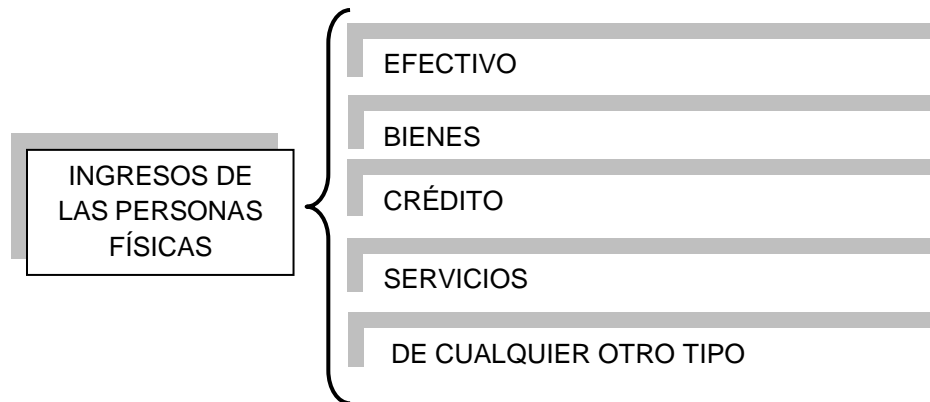 INGRESOS DE
LAS PERSONAS
FÍSICAS
EFECTIVO
BIENES
CRÉDITO
SERVICIOS
DE CUALQUIER OTRO TIPO